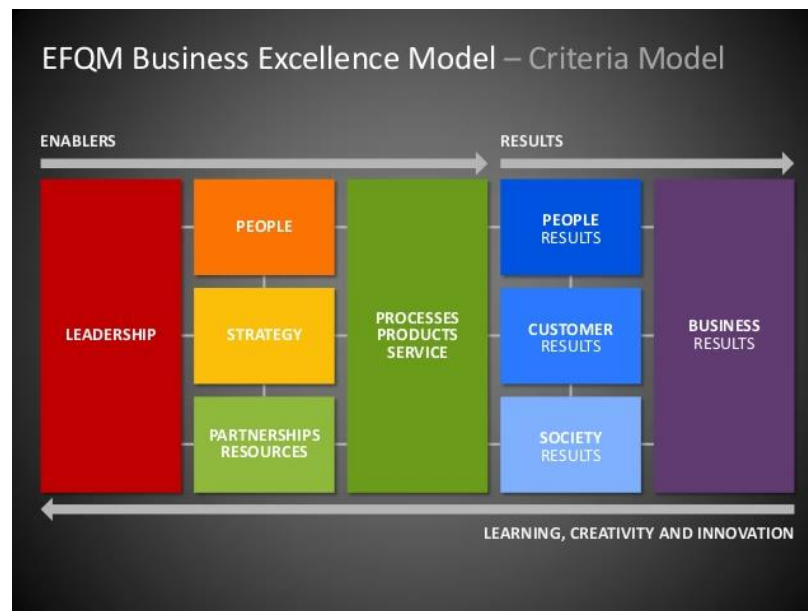 EFQM Business Excellence Model – Criteria Model
ENABLERS
RESULTS
LEADERSHIP
PEOPLE
STRATEGY
PARTNERSHIPS
RESOURCES
PROCESSES
PRODUCTS
SERVICE
PEOPLE
RESULTS
CUSTOMER
RESULTS
SOCIETY
RESULTS
BUSINESS
RESULTS
LEARNING, CREATIVITY AND INNOVATION